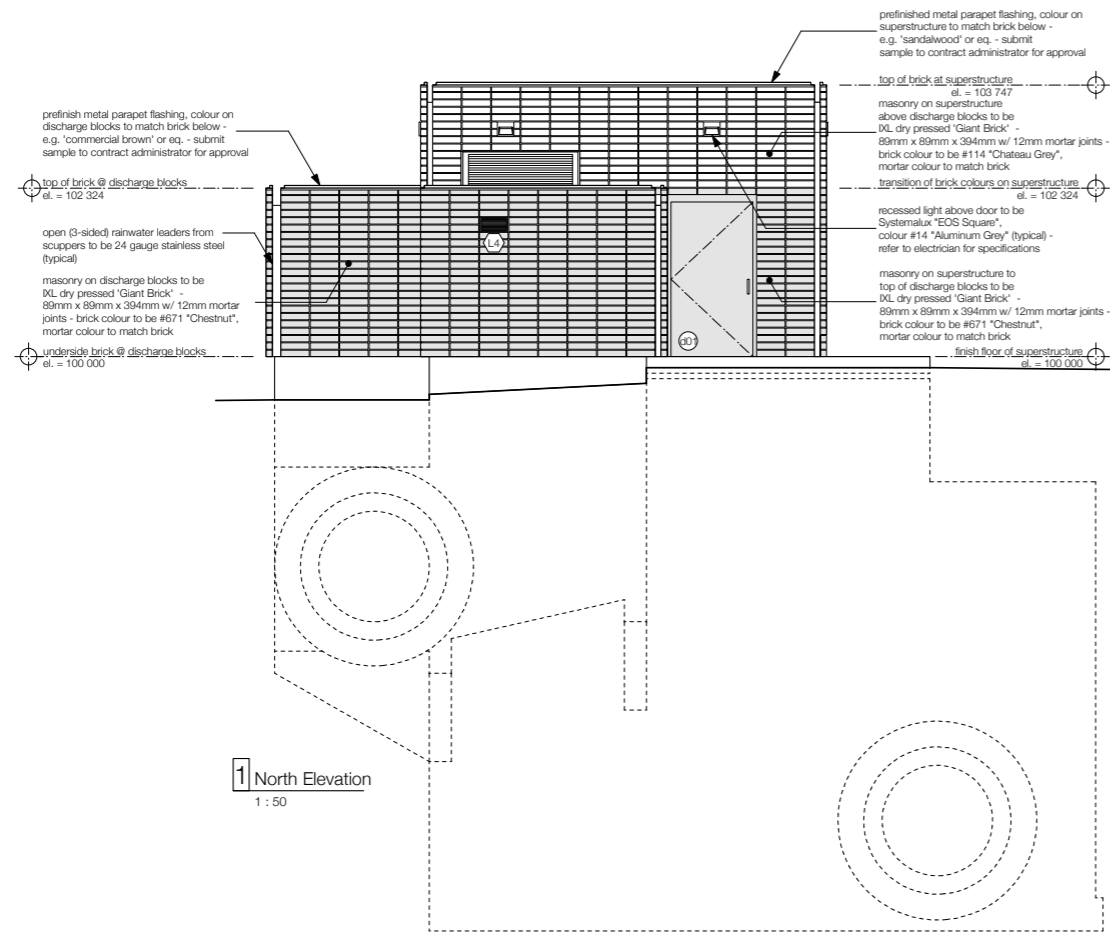 prefinished metal parapet flashing, colour on
superstructure to match brick below -
e.g. 'sandalwood' or eq. - submit
sample to contract administrator for approval
top of brick at superstructure
el. = 103 747
masonry on superstructure
above discharge blocks to be
IXL dry pressed 'Giant Brick' -
89mm x 89mm x 394mm w/ 12mm mortar joints -
brick colour to be #114 "Chateau Grey",
mortar colour to match brick
transition of brick colours on superstructure
el. = 102 324
recessed light above door to be
Systemalux "EOS Square",
colour #14 "Aluminum Grey" (typical) -
refer to electrician for specifications
masonry on superstructure to
top of discharge blocks to be
IXL dry pressed 'Giant Brick' -
89mm x 89mm x 394mm w/ 12mm mortar joints -
brick colour to be #671 "Chestnut",
mortar colour to match brick
finish floor of superstructure
el. = 100 000
prefinish metal parapet flashing, colour on
discharge blocks to match brick below -
e.g. 'commercial brown' or eq. - submit
sample to contract administrator for approval
top of brick @ discharge blocks
el. = 102 324
open (3-sided) rainwater leaders from
scuppers to be 24 gauge stainless steel
(typical)
masonry on discharge blocks to be
IXL dry pressed 'Giant Brick' -
89mm x 89mm x 394mm w/ 12mm mortar
joints - brick colour to be #671 "Chestnut",
mortar colour to match brick
underside brick @ discharge blocks
el. = 100 000
L4
d01
1 North Elevation
1 : 50